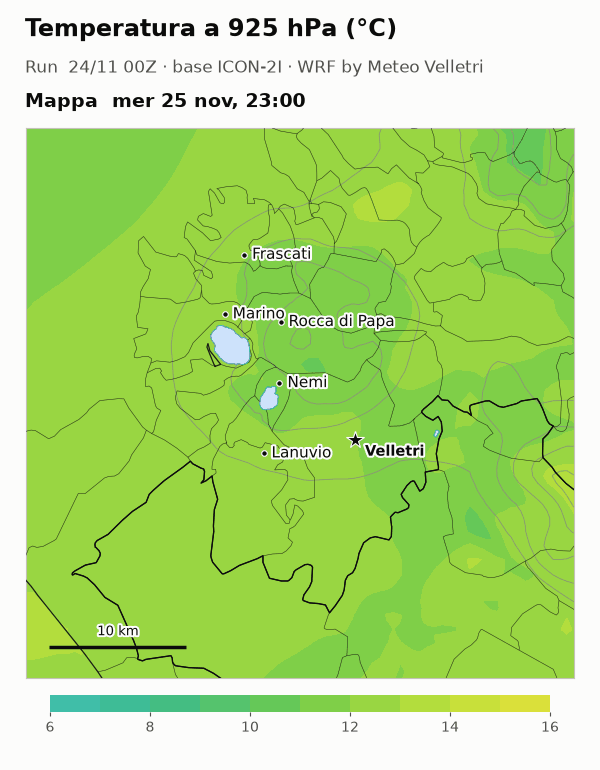 Temperatura a 925 hPa (°C)
Run  24/11 00Z · base ICON-2I · WRF by Meteo Velletri
Mappa  mer 25 nov, 23:00
Frascati
Marino
Rocca di Papa
Nemi
Velletri
Lanuvio
10 km
6 8 10 12 14 16